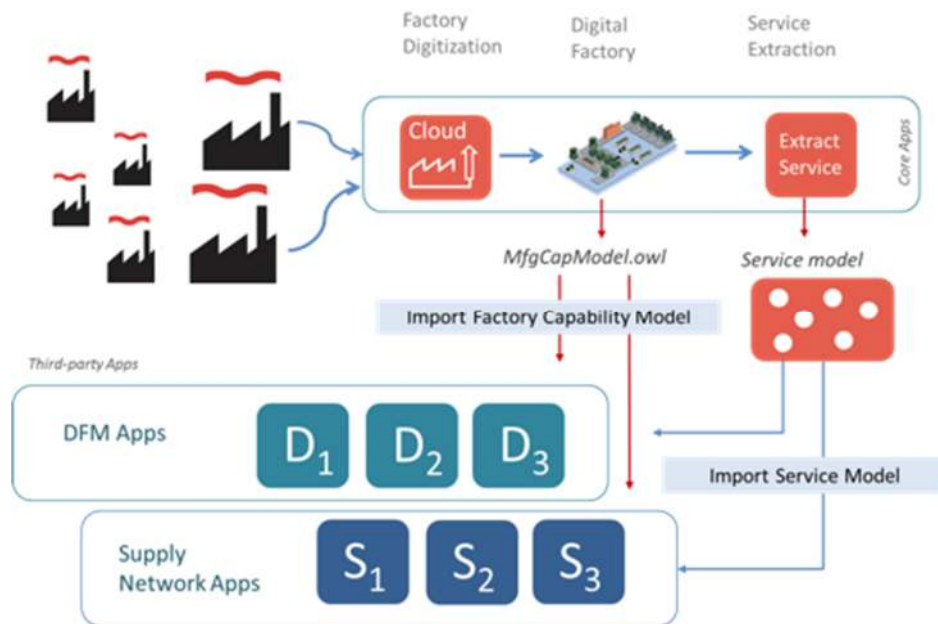 Factory
Digitization
Digital
Factory
Service
Extraction
Cloud
Extract
Service
Core Apps
MfgCapModel.owl
Service model
Import Factory Capability Model
Third-party Apps
DFM Apps
D1
D2
D3
Import Service Model
Supply
Network Apps
S1
S2
S3